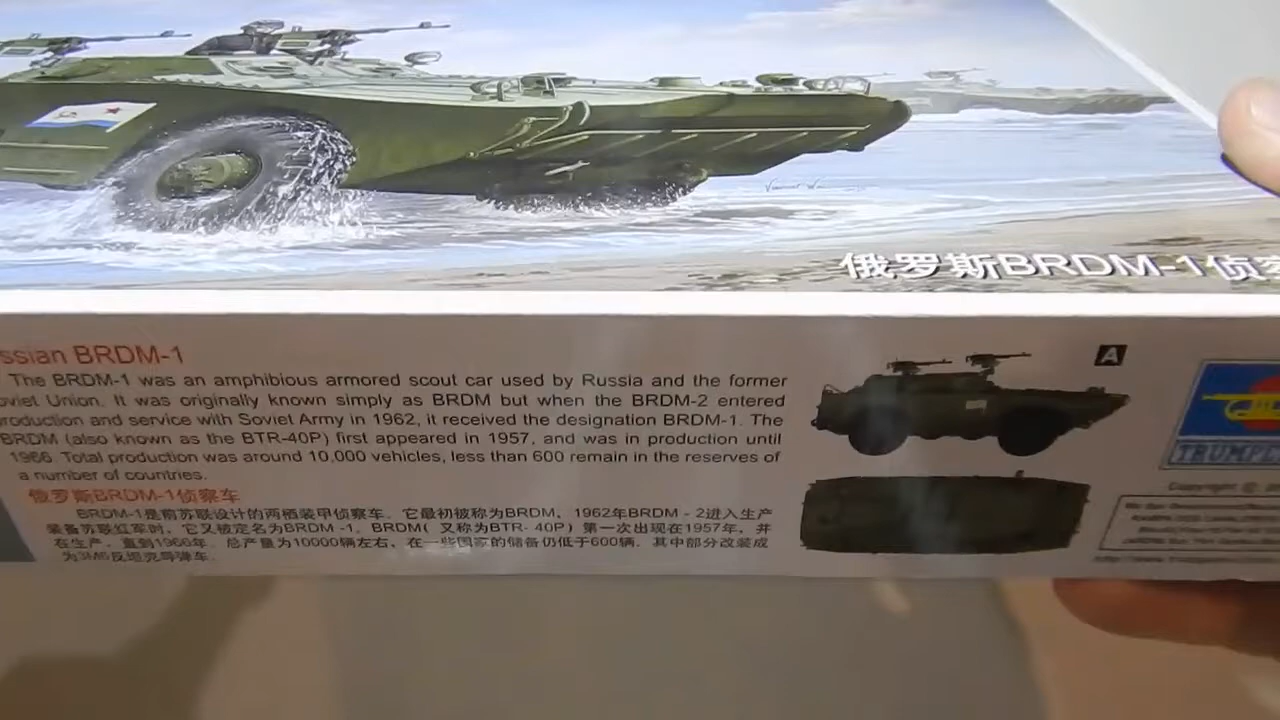 俄罗斯BRDM-1侦察
ssian BRDM-1
The BRDM-1 was an amphibious armored scout car used by Russia and the former
oviet Union. It was originally known simply as BRDM but when the BRDM-2 entered
roduction and service with Soviet Army in 1962, it received the designation BRDM-1. The
BRDM (also known as the BTR-40P) first appeared in 1957, and was in production until
1966. Total production was around 10,000 vehicles, less than 600 remain in the reserves of
a number of countries.
俄罗斯BRDM-1侦察车
BRDM-1是前苏联设计的两栖装甲侦察车。它最初被称为BRDM，1962年BRDM-2进入生产
装备苏联红军时，它又被定名为BRDM-1。BRDM（又称为BTR-40P）第一次出现在1957年，并
在生产，直到1966年。总产量为10000辆左右，在一些国家的储备仍低于600辆。其中部分改装成
为3M6反坦克导弹车。
A
TRUMPE
Copyright ©